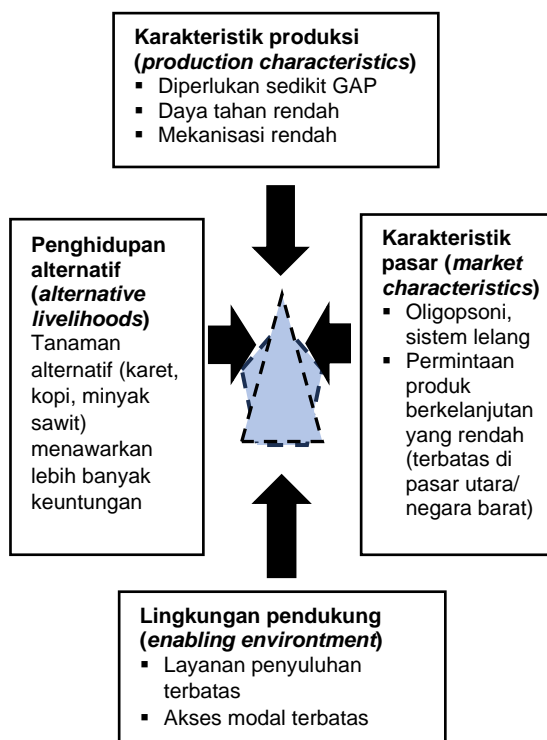 Karakteristik produksi
(production characteristics)
▪ Diperlukan sedikit GAP
▪ Daya tahan rendah
▪ Mekanisasi rendah
Penghidupan
alternatif
(alternative
livelihoods)
Tanaman
alternatif (karet,
kopi, minyak
sawit)
menawarkan
lebih banyak
keuntungan
Karakteristik
pasar (market
characteristics)
▪ Oligopsoni,
sistem lelang
▪ Permintaan
produk
berkelanjutan
yang rendah
(terbatas di
pasar utara/
negara barat)
Lingkungan pendukung
(enabling environtment)
▪ Layanan penyuluhan
terbatas
▪ Akses modal terbatas